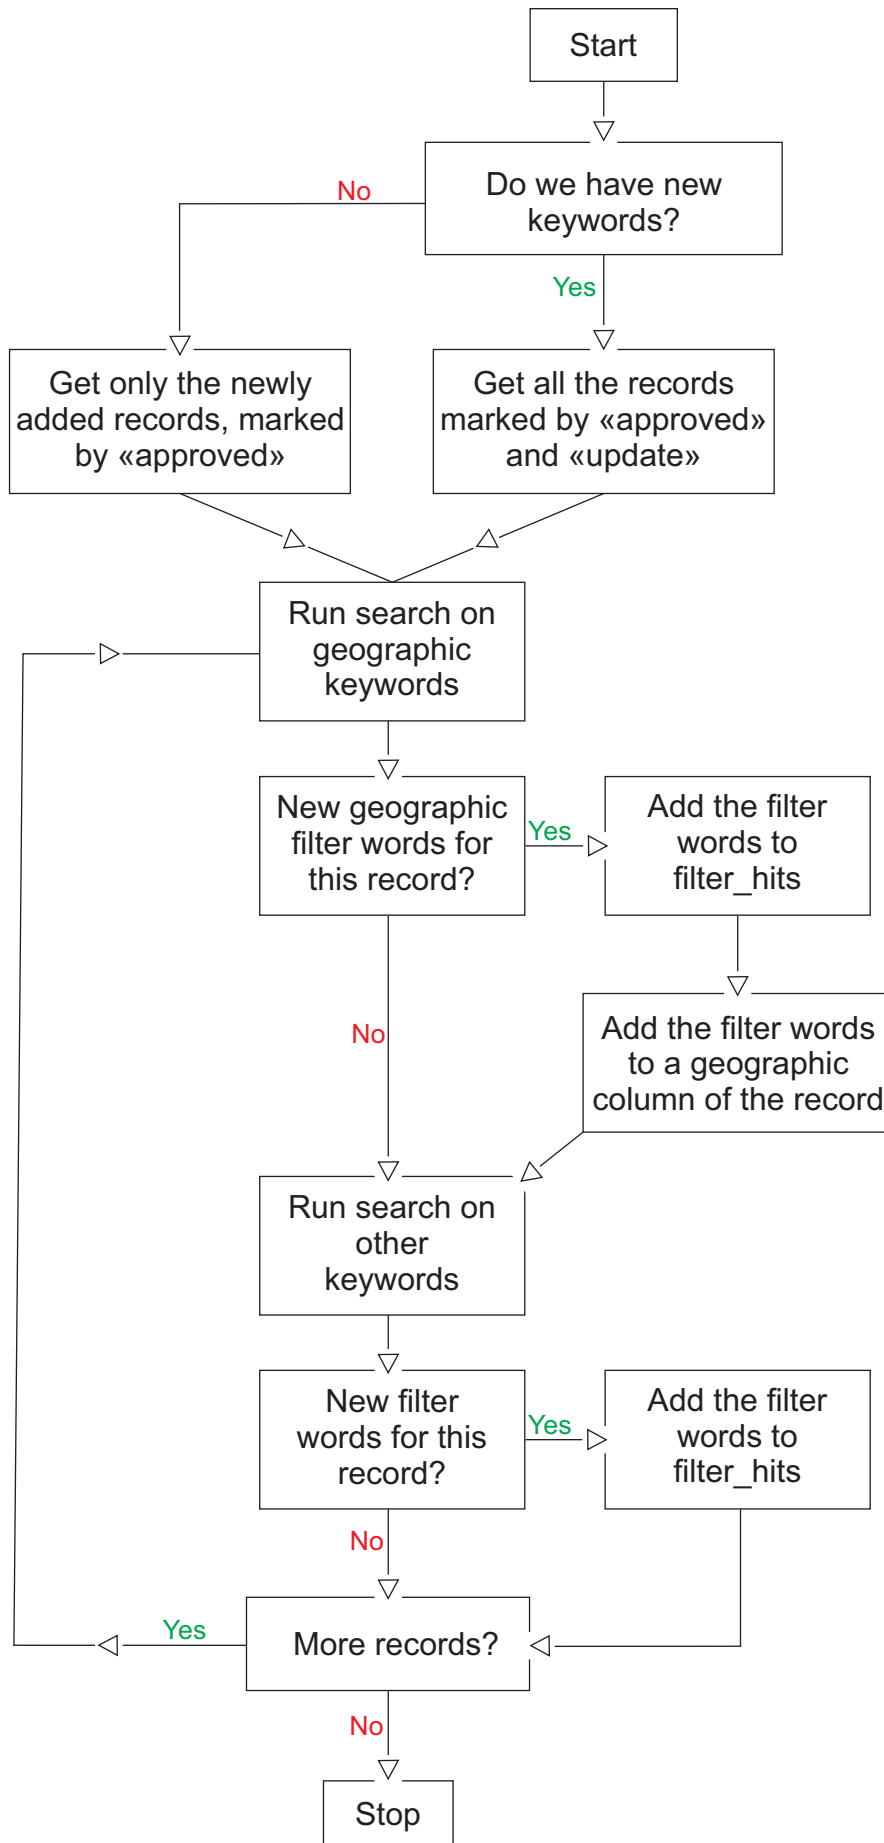 Start
Do we have new
keywords?
No
Yes
Get only the newly
added records, marked
by «approved»
Get all the records
marked by «approved»
and «update»
Run search on
geographic
keywords
New geographic
filter words for
this record?
Yes
Add the filter
words to
filter_hits
No
Add the filter words
to a geographic
column of the record
Run search on
other
keywords
New filter
words for this
record?
Yes
Add the filter
words to
filter_hits
No
Yes
More records?
No
Stop